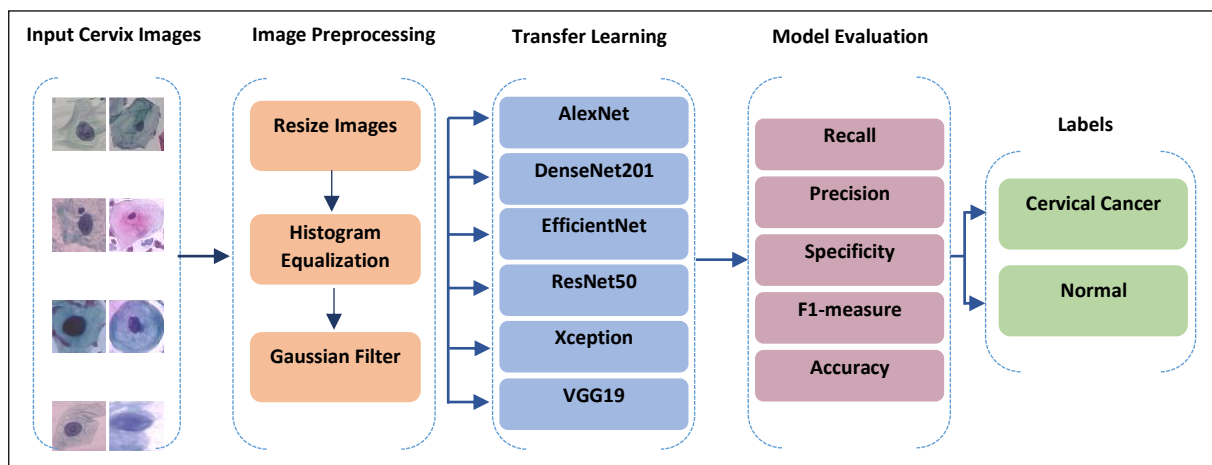 Input Cervix Images
Image Preprocessing
Transfer Learning
Model Evaluation
Resize Images
Histogram
Equalization
Gaussian Filter
AlexNet
DenseNet201
EfficientNet
ResNet50
Xception
VGG19
Recall
Precision
Specificity
F1-measure
Accuracy
Labels
Cervical Cancer
Normal